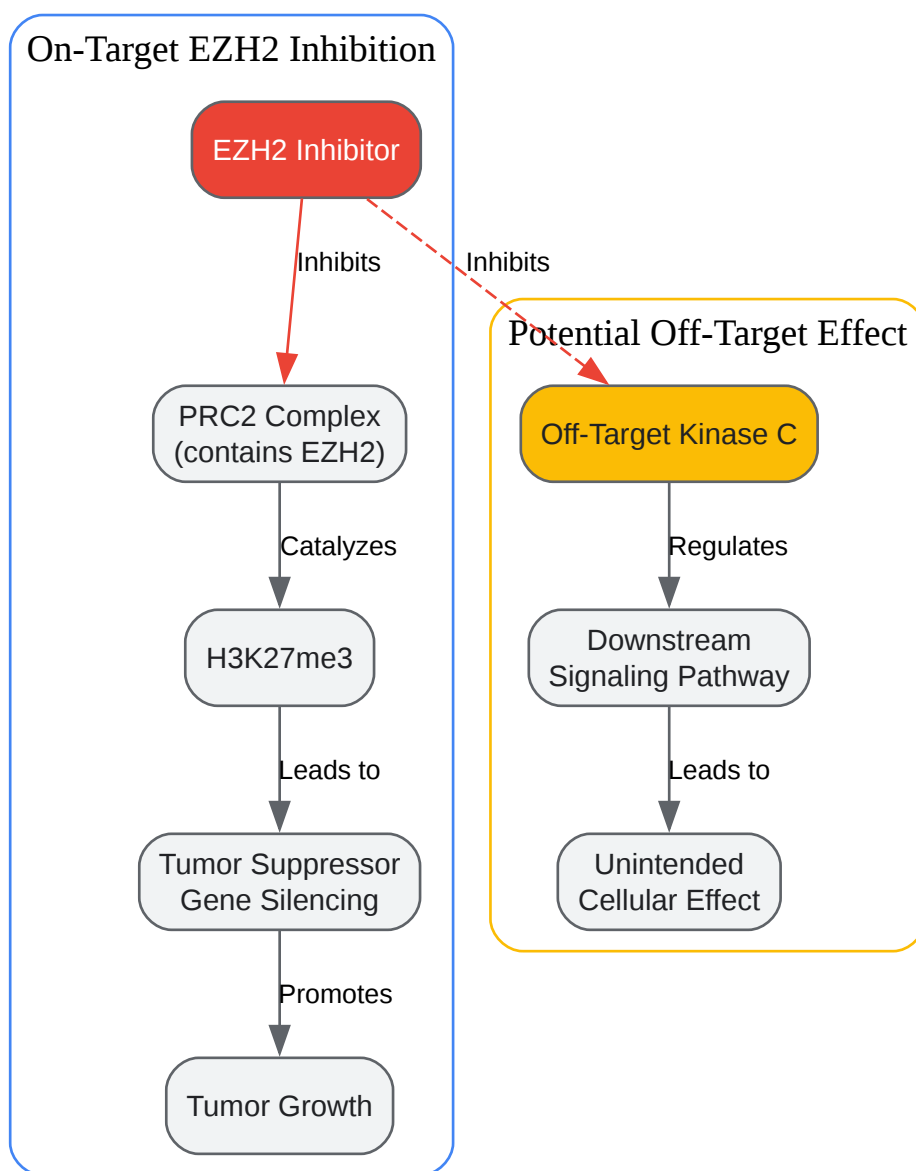 On-Target EZH2 Inhibition
EZH2 Inhibitor
Inhibits
PRC2 Complex
(contains EZH2)
Catalyzes
H3K27me3
Leads to
Tumor Suppressor
Gene Silencing
Promotes
Tumor Growth
Inhibits
Potential Off-Target Effect
Off-Target Kinase C
Regulates
Downstream
Signaling Pathway
Leads to
Unintended
Cellular Effect